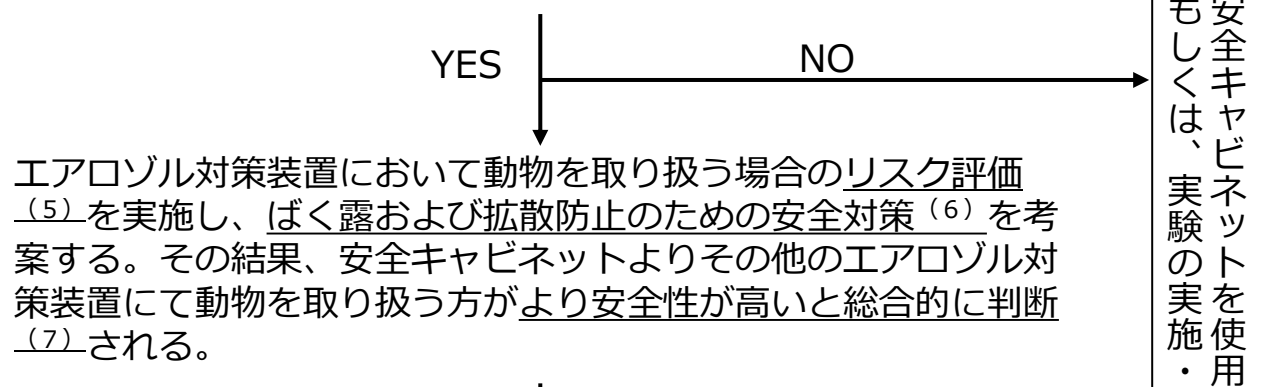 YES
NO
エアロゾル対策装置において動物を取り扱う場合のリスク評価
（5）を実施し、ばく露および拡散防止のための安全対策（6）を考
案する。その結果、安全キャビネットよりその他のエアロゾル対
策装置にて動物を取り扱う方がより安全性が高いと総合的に判断
（7）される。
安全キャビネットを使用
もしくは、実験の実施・